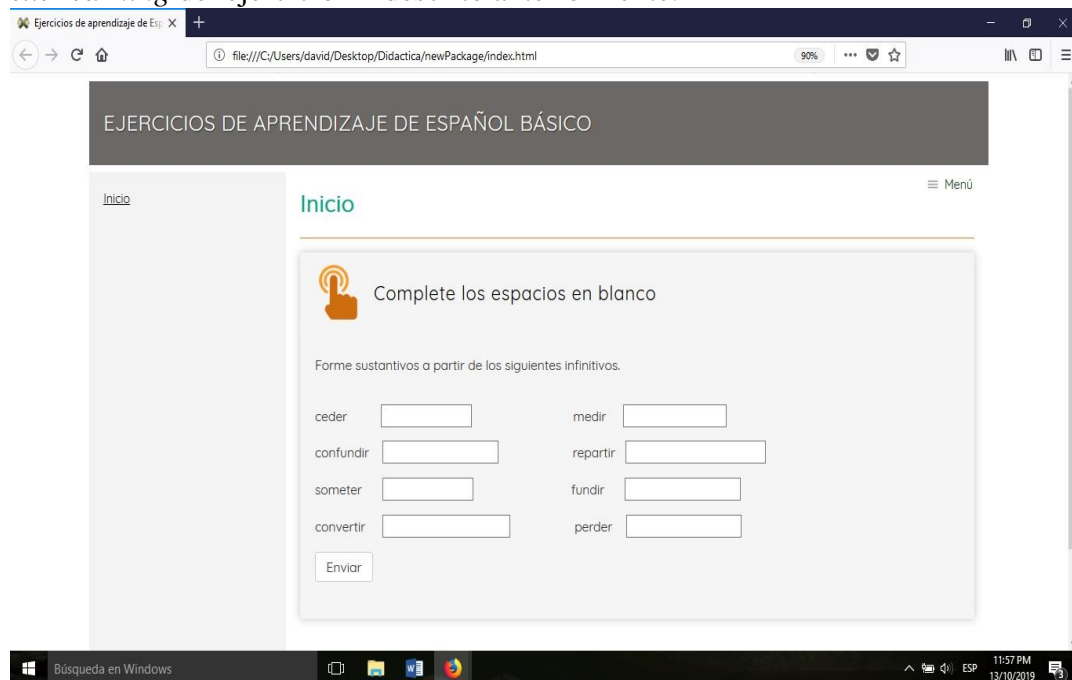 Ejercicios de aprendizaje de Esp
file:///C:/Users/david/Desktop/Didactica/newPackage/index.html
90%
EJERCICIOS DE APRENDIZAJE DE ESPAÑOL BÁSICO
Menú
Inicio
Inicio
Complete los espacios en blanco
Forme sustantivos a partir de los siguientes infinitivos.
ceder medir
confundir repartir
someter fundir
convertir perder
Enviar
Búsqueda en Windows
ESP
11:57 PM
13/10/2019